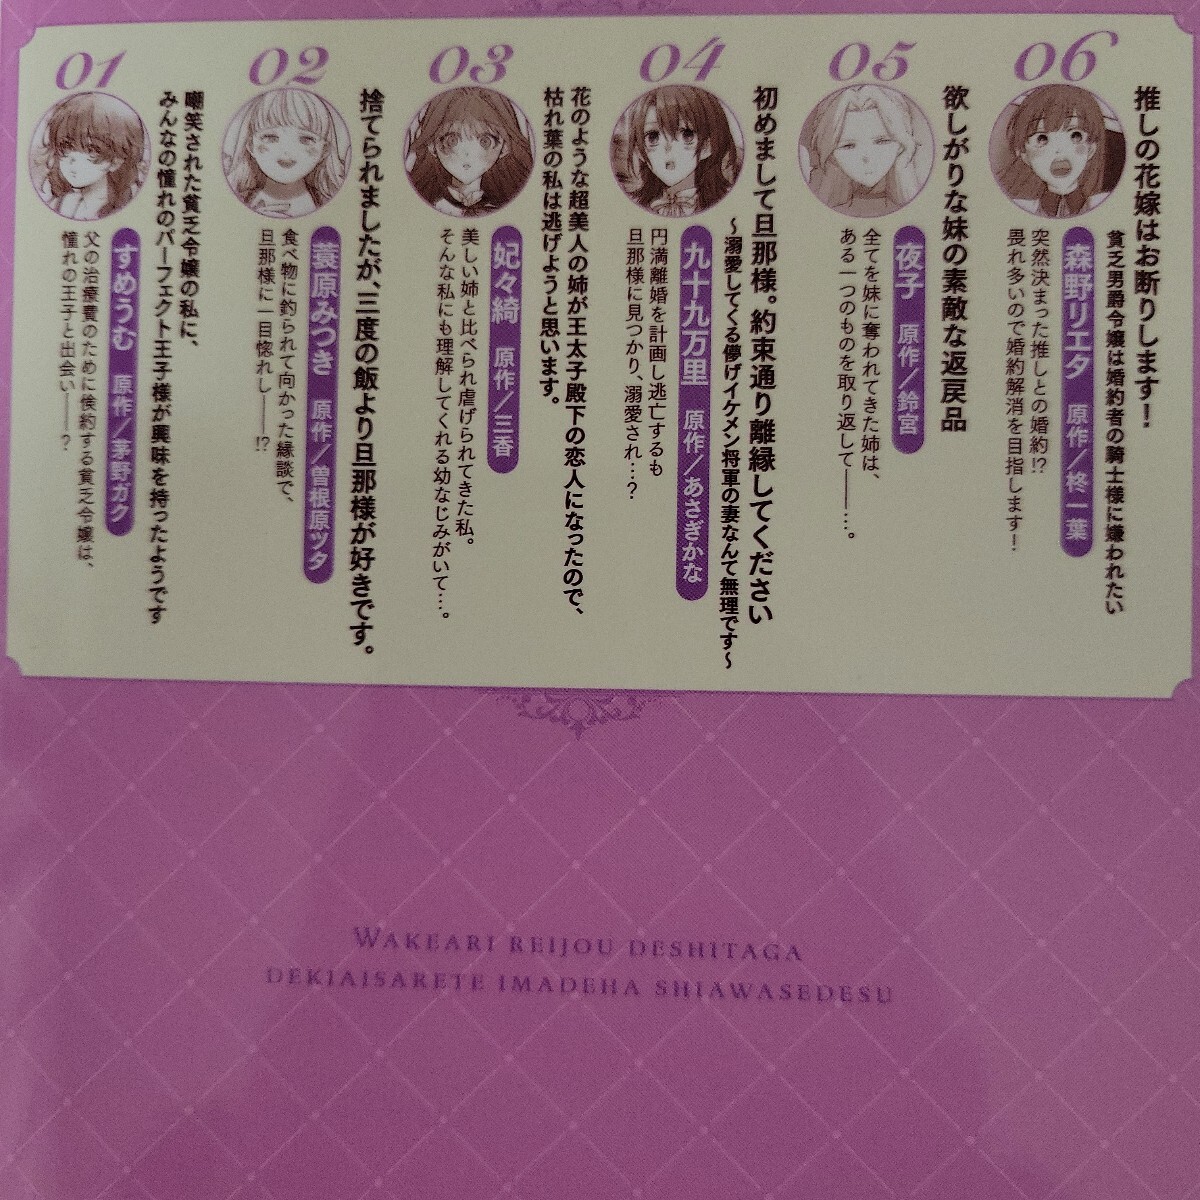 01
嘲笑された貧乏令嬢の私に、
みんなの憧れのパーフェクト王子様が興味を持ったようです
すめうむ 原作／茅野ガク
父の治療費のために倹約する貧乏令嬢は、
憧れの王子と出会い――？
02
捨てられましたが、三度の飯より旦那様が好きです。
蓑原みつき 原作／曽根原ツタ
食べ物に釣られて向かった縁談で、
旦那様に一目惚れし――!?
03
花のような超美人の姉が王太子殿下の恋人になったので、
枯れ葉の私は逃げようと思います。
妃々綺 原作／三香
美しい姉と比べられ虐げられてきた私。
そんな私にも理解してくれる幼なじみがいて…。
04
初めまして旦那様。約束通り離縁してください
～溺愛してくる儚げイケメン将軍の妻なんて無理です～
九十九万里 原作／あさぎかな
円満離婚を計画し逃亡するも
旦那様に見つかり、溺愛され…？
05
欲しがりな妹の素敵な返戻品
夜子 原作／鈴宮
全てを妹に奪われてきた姉は、
ある一つのものを取り返して――…。
06
推しの花嫁はお断りします！
貧乏男爵令嬢は婚約者の騎士様に嫌われたい
森野リエタ 原作／柊一葉
突然決まった推しとの婚約!?
畏れ多いので婚約解消を目指します！
WAKEARI REIJOU DESHITAGA
DEKIAISARETE IMADEHA SHIAWASEDESU